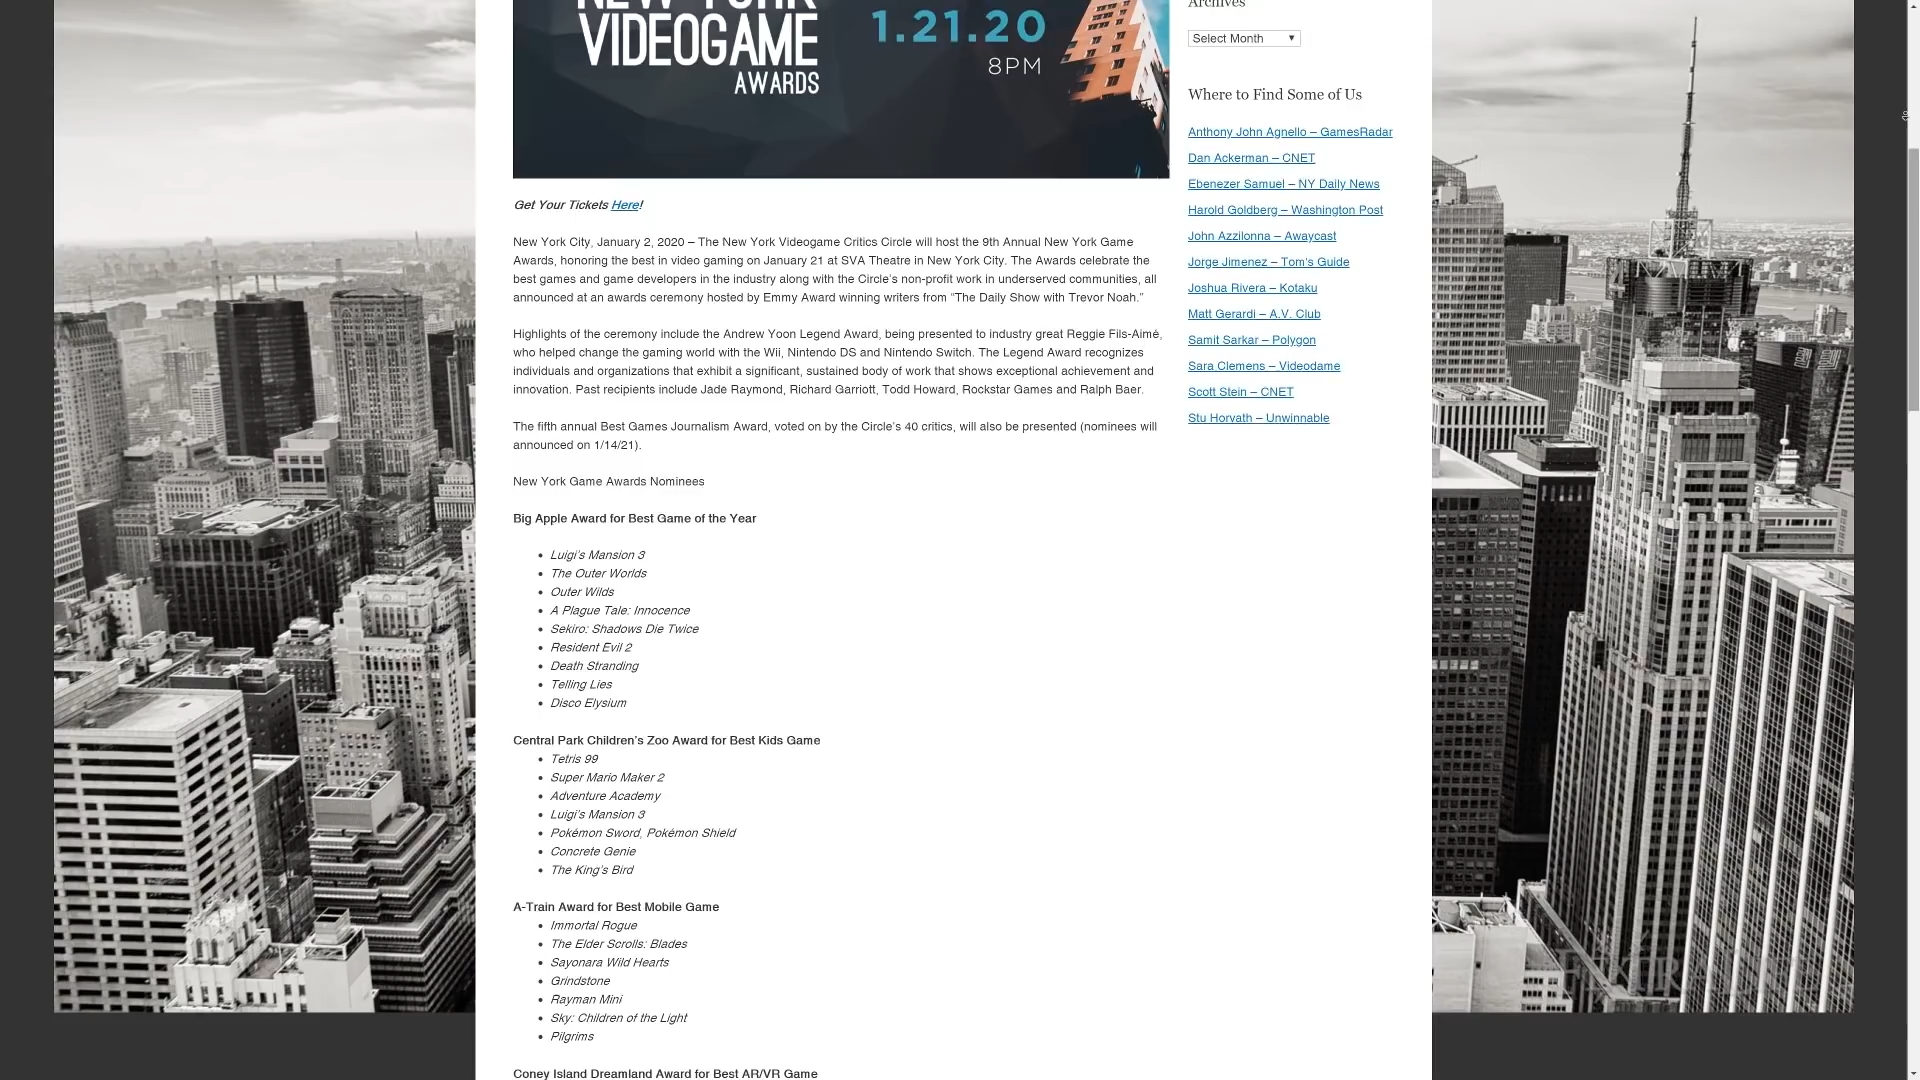 NEW YORK
VIDEOGAME
AWARDS
1.21.20
8PM
Get Your Tickets Here!
New York City, January 2, 2020 – The New York Videogame Critics Circle will host the 9th Annual New York Game
Awards, honoring the best in video gaming on January 21 at SVA Theatre in New York City. The Awards celebrate the
best games and game developers in the industry along with the Circle’s non-profit work in underserved communities, all
announced at an awards ceremony hosted by Emmy Award winning writers from “The Daily Show with Trevor Noah.”
Highlights of the ceremony include the Andrew Yoon Legend Award, being presented to industry great Reggie Fils-Aimé,
who helped change the gaming world with the Wii, Nintendo DS and Nintendo Switch. The Legend Award recognizes
individuals and organizations that exhibit a significant, sustained body of work that shows exceptional achievement and
innovation. Past recipients include Jade Raymond, Richard Garriott, Todd Howard, Rockstar Games and Ralph Baer.
The fifth annual Best Games Journalism Award, voted on by the Circle’s 40 critics, will also be presented (nominees will
announced on 1/14/21).
New York Game Awards Nominees
Big Apple Award for Best Game of the Year
Luigi’s Mansion 3
The Outer Worlds
Outer Wilds
A Plague Tale: Innocence
Sekiro: Shadows Die Twice
Resident Evil 2
Death Stranding
Telling Lies
Disco Elysium
Central Park Children’s Zoo Award for Best Kids Game
Tetris 99
Super Mario Maker 2
Adventure Academy
Luigi’s Mansion 3
Pokémon Sword, Pokémon Shield
Concrete Genie
The King’s Bird
A-Train Award for Best Mobile Game
Immortal Rogue
The Elder Scrolls: Blades
Sayonara Wild Hearts
Grindstone
Rayman Mini
Sky: Children of the Light
Pilgrims
Coney Island Dreamland Award for Best AR/VR Game
Archives
Select Month
Where to Find Some of Us
Anthony John Agnello – GamesRadar
Dan Ackerman – CNET
Ebenezer Samuel – NY Daily News
Harold Goldberg – Washington Post
John Azzilonna – Awaycast
Jorge Jimenez – Tom's Guide
Joshua Rivera – Kotaku
Matt Gerardi – A.V. Club
Samit Sarkar – Polygon
Sara Clemens – Videodame
Scott Stein – CNET
Stu Horvath – Unwinnable